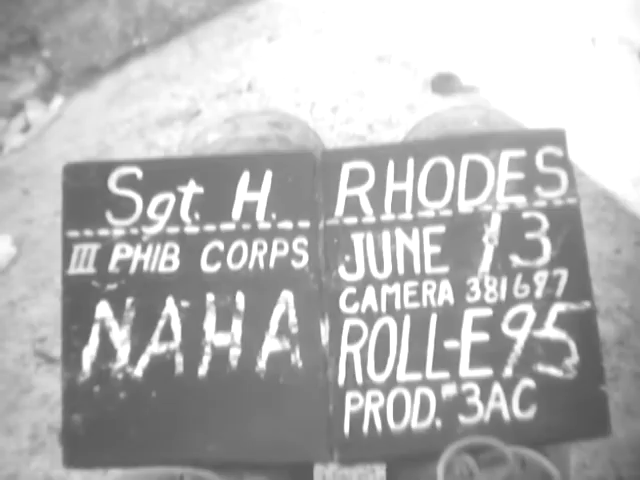 Sgt. H. RHODES
III PHIB CORPS
NAHA
JUNE 13
CAMERA 381697
ROLL-E95
PROD.#3AC